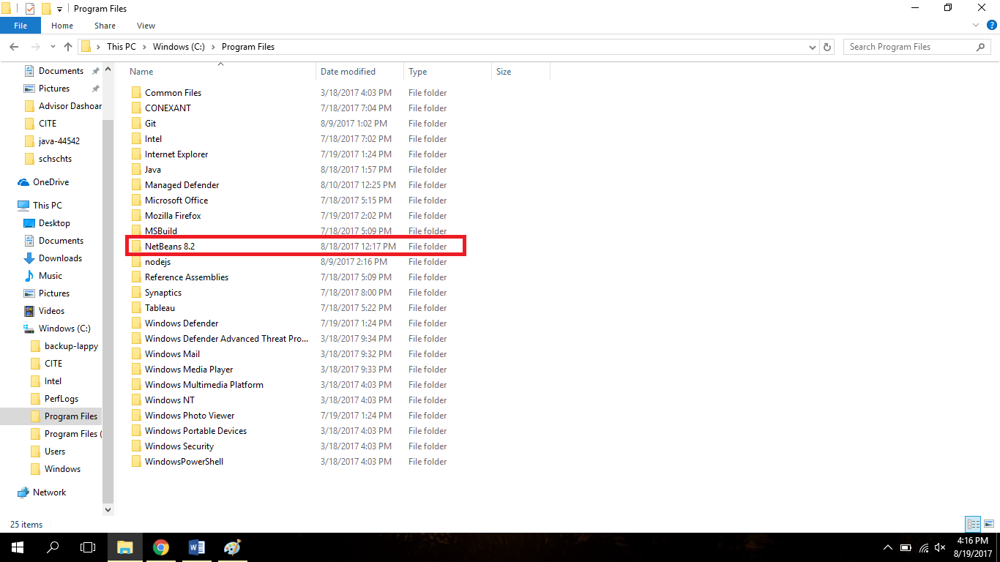 Program Files
File Home Share View
This PC Windows (C:) Program Files Search Program Files
Documents
Pictures
Advisor Dashboar
CITE
java-44542
schschts
OneDrive
This PC
Desktop
Documents
Downloads
Music
Pictures
Videos
Windows (C:)
backup-lappy
CITE
Intel
PerfLogs
Program Files
Program Files (
Users
Windows
Network
Name Date modified Type Size
Common Files 3/18/2017 4:03 PM File folder
CONEXANT 7/18/2017 7:04 PM File folder
Git 8/9/2017 1:02 PM File folder
Intel 7/18/2017 7:02 PM File folder
Internet Explorer 7/19/2017 1:24 PM File folder
Java 8/18/2017 1:57 PM File folder
Managed Defender 8/10/2017 12:25 PM File folder
Microsoft Office 7/18/2017 5:15 PM File folder
Mozilla Firefox 7/19/2017 2:02 PM File folder
MSBuild 7/18/2017 5:09 PM File folder
NetBeans 8.2 8/18/2017 12:17 PM File folder
nodejs 8/9/2017 2:16 PM File folder
Reference Assemblies 7/18/2017 5:09 PM File folder
Synaptics 7/18/2017 8:00 PM File folder
Tableau 7/18/2017 5:22 PM File folder
Windows Defender 7/19/2017 1:24 PM File folder
Windows Defender Advanced Threat Pro... 3/18/2017 9:34 PM File folder
Windows Mail 3/18/2017 9:32 PM File folder
Windows Media Player 3/18/2017 9:33 PM File folder
Windows Multimedia Platform 3/18/2017 4:03 PM File folder
Windows NT 3/18/2017 4:03 PM File folder
Windows Photo Viewer 7/19/2017 1:24 PM File folder
Windows Portable Devices 3/18/2017 4:03 PM File folder
Windows Security 3/18/2017 4:03 PM File folder
WindowsPowerShell 3/18/2017 4:03 PM File folder
25 items
4:16 PM
8/19/2017